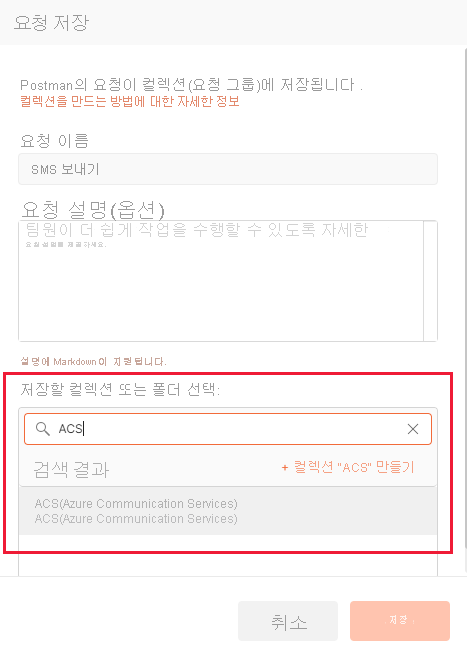 요청 저장
Postman의 요청이 컬렉션(요청 그룹)에 저장됩니다 .
컬렉션을 만드는 방법에 대한 자세한 정보
요청 이름
SMS 보내기
요청 설명(옵션)
팀원이 더 쉽게 작업을 수행할 수 있도록 자세한
요청 설명을 제공하세요.
설명에 Markdown이 지원됩니다.
저장할 컬렉션 또는 폴더 선택:
ACS
검색 결과
+ 컬렉션 "ACS" 만들기
ACS(Azure Communication Services)
ACS(Azure Communication Services)
취소
저장 .